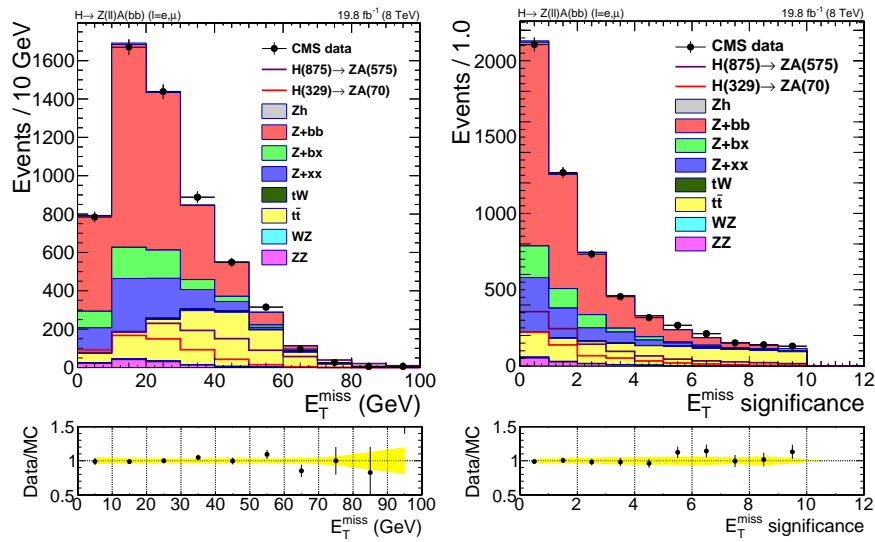 H→ Z(ll)A(bb) (l=e,μ) 19.8 fb⁻¹ (8 TeV)
Events / 10 GeV
1600
1400
1200
1000
800
600
400
200
0
CMS data
H(875)→ ZA(575)
H(329)→ ZA(70)
Zh
Z+bb
Z+bx
Z+xx
tW
tt̄
WZ
ZZ
0 20 40 60 80 100
E_T^miss (GeV)
Data/MC
1.5
1
0.5
0 10 20 30 40 50 60 70 80 90 100
E_T^miss (GeV)
H→ Z(ll)A(bb) (l=e,μ) 19.8 fb⁻¹ (8 TeV)
Events / 1.0
2200
2000
1500
1000
500
0
CMS data
H(875)→ ZA(575)
H(329)→ ZA(70)
Zh
Z+bb
Z+bx
Z+xx
tW
tt̄
WZ
ZZ
0 2 4 6 8 10 12
E_T^miss significance
Data/MC
1.5
1
0.5
0 2 4 6 8 10 12
E_T^miss significance